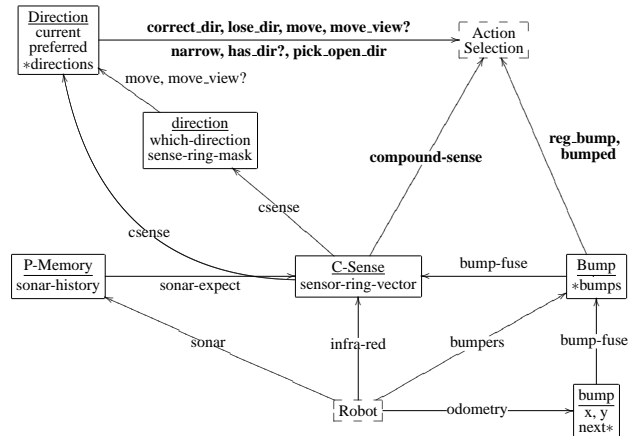 Direction
current
preferred
*directions
correct_dir, lose_dir, move, move_view?
narrow, has_dir?, pick_open_dir
Action
Selection
move, move_view?
direction
which-direction
sense-ring-mask
compound-sense
reg_bump,
bumped
csense
csense
P-Memory
sonar-history
sonar-expect
C-Sense
sensor-ring-vector
bump-fuse
Bump
*bumps
sonar
infra-red
bumpers
bump-fuse
Robot
odometry
bump
x, y
next*